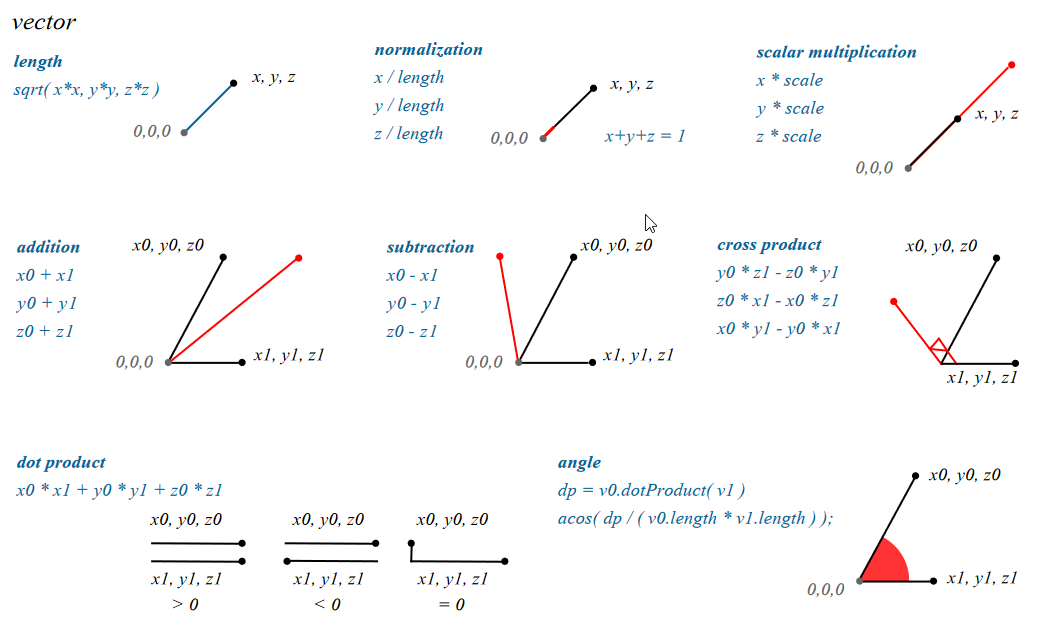 vector
length
sqrt( x*x, y*y, z*z )
x, y, z
0,0,0
normalization
x / length
y / length
z / length
x, y, z
0,0,0
x+y+z = 1
scalar multiplication
x * scale
y * scale
z * scale
x, y, z
0,0,0
addition
x0 + x1
y0 + y1
z0 + z1
x0, y0, z0
x1, y1, z1
0,0,0
subtraction
x0 - x1
y0 - y1
z0 - z1
x0, y0, z0
x1, y1, z1
0,0,0
cross product
y0 * z1 - z0 * y1
z0 * x1 - x0 * z1
x0 * y1 - y0 * x1
x0, y0, z0
x1, y1, z1
dot product
x0 * x1 + y0 * y1 + z0 * z1
x0, y0, z0
x1, y1, z1
> 0
x0, y0, z0
x1, y1, z1
< 0
x0, y0, z0
x1, y1, z1
= 0
angle
dp = v0.dotProduct( v1 )
acos( dp / ( v0.length * v1.length ) );
x0, y0, z0
x1, y1, z1
0,0,0